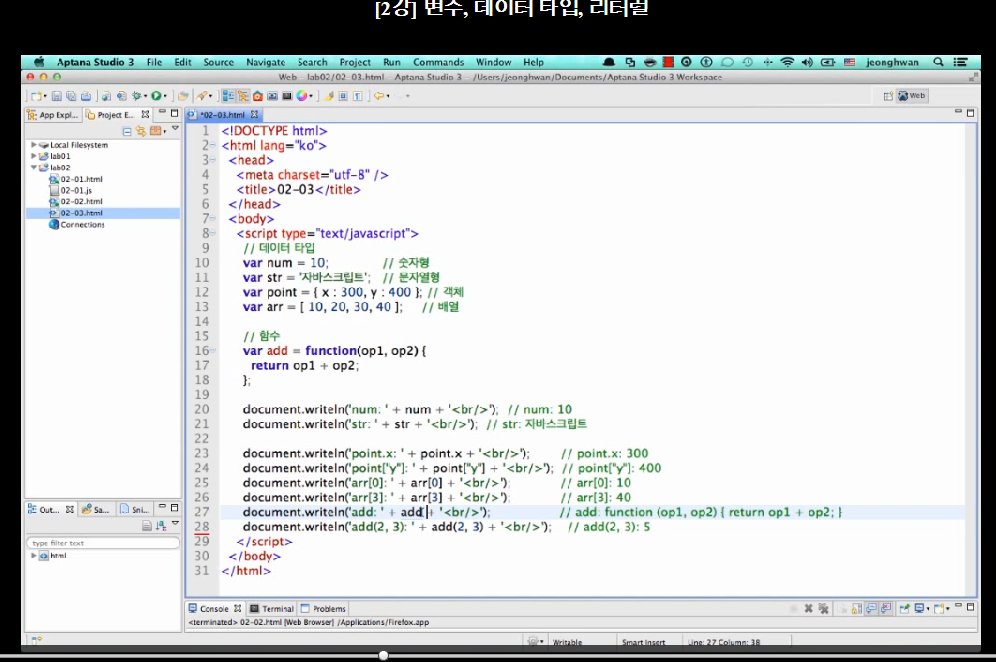 [2강] 변수, 데이터 타입, 리터럴
Aptana Studio 3 File Edit Source Navigate Search Project Run Commands Window Help jeonghwan
Web - lab02/02-03.html - Aptana Studio 3 - /Users/jeonghwan/Documents/Aptana Studio 3 Workspace
Web
App Expl... Project E...
*02-03.html
Local Filesystem
lab01
lab02
02-01.html
02-01.js
02-02.html
02-03.html
Connections
1 <!DOCTYPE html>
2 <html lang="ko">
3 <head>
4 <meta charset="utf-8" />
5 <title>02-03</title>
6 </head>
7 <body>
8 <script type="text/javascript">
9 // 데이터 타입
10 var num = 10; // 숫자형
11 var str = '자바스크립트'; // 문자열형
12 var point = { x : 300, y : 400 }; // 객체
13 var arr = [ 10, 20, 30, 40 ]; // 배열
14
15 // 함수
16 var add = function(op1, op2) {
17 return op1 + op2;
18 };
19
20 document.writeln('num: ' + num + '<br/>'); // num: 10
21 document.writeln('str: ' + str + '<br/>'); // str: 자바스크립트
22
23 document.writeln('point.x: ' + point.x + '<br/>'); // point.x: 300
24 document.writeln('point["y"]: ' + point["y"] + '<br/>'); // point["y"]: 400
25 document.writeln('arr[0]: ' + arr[0] + '<br/>'); // arr[0]: 10
26 document.writeln('arr[3]: ' + arr[3] + '<br/>'); // arr[3]: 40
27 document.writeln('add: ' + add + '<br/>'); // add: function (op1, op2) { return op1 + op2; }
28 document.writeln('add(2, 3): ' + add(2, 3) + '<br/>'); // add(2, 3): 5
29 </script>
30 </body>
31 </html>
Out... Sa... Sni...
type filter text
html
Console Terminal Problems
<terminated> 02-02.html [Web Browser] /Applications/Firefox.app
Writable Smart Insert Line: 27 Column: 38